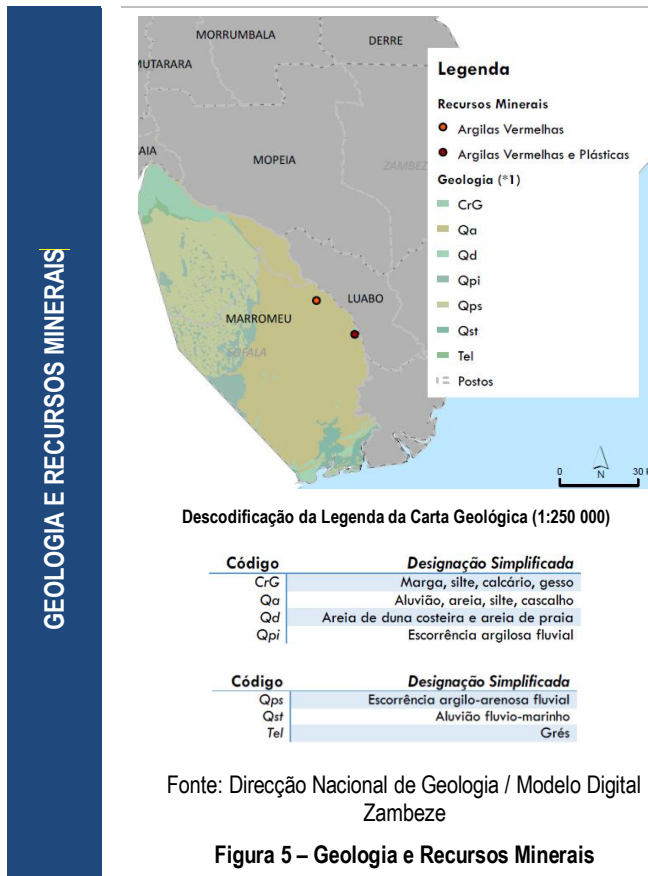 GEOLOGIA E RECURSOS MINERAIS
MORRUMBALA
DERRE
MUTARARA
AIA
MOPEIA
ZAMBEZ
LUABO
MARROMEU
SOFALA
Legenda
Recursos Minerais
Argilas Vermelhas
Argilas Vermelhas e Plásticas
Geologia (*1)
CrG
Qa
Qd
Qpi
Qps
Qst
Tel
Postos
N
0 30 k
Descodificação da Legenda da Carta Geológica (1:250 000)
Código Designação Simplificada
CrG Marga, silte, calcário, gesso
Qa Aluvião, areia, silte, cascalho
Qd Areia de duna costeira e areia de praia
Qpi Escorrência argilosa fluvial
Código Designação Simplificada
Qps Escorrência argilo-arenosa fluvial
Qst Aluvião fluvio-marinho
Tel Grés
Fonte: Direcção Nacional de Geologia / Modelo Digital
Zambeze
Figura 5 – Geologia e Recursos Minerais